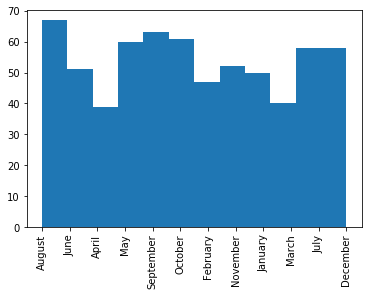 70
60
50
40
30
20
10
0
August
June
April
May
September
October
February
November
January
March
July
December